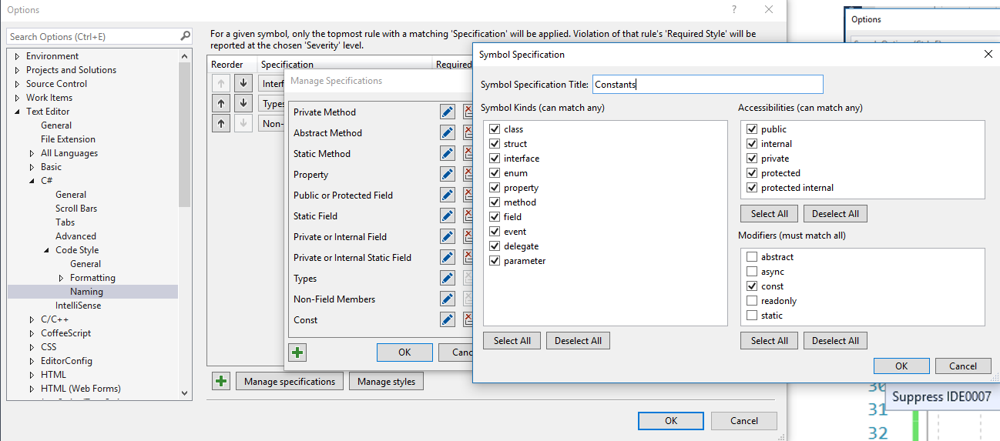 Options
Search Options (Ctrl+E)
Environment
Projects and Solutions
Source Control
Work Items
Text Editor
General
File Extension
All Languages
Basic
C#
General
Scroll Bars
Tabs
Advanced
Code Style
General
Formatting
Naming
IntelliSense
C/C++
CoffeeScript
CSS
EditorConfig
HTML
HTML (Web Forms)
For a given symbol, only the topmost rule with a matching 'Specification' will be applied. Violation of that rule's 'Required Style' will be
reported at the chosen 'Severity' level.
Reorder Specification Required
Interf
Types
Non-
Manage specifications Manage styles
OK Cancel
Manage Specifications
Private Method
Abstract Method
Static Method
Property
Public or Protected Field
Static Field
Private or Internal Field
Private or Internal Static Field
Types
Non-Field Members
Const
OK Canc
Options
Symbol Specification
Symbol Specification Title: Constants
Symbol Kinds (can match any)
class
struct
interface
enum
property
method
field
event
delegate
parameter
Select All Deselect All
Accessibilities (can match any)
public
internal
private
protected
protected internal
Select All Deselect All
Modifiers (must match all)
abstract
async
const
readonly
static
Select All Deselect All
OK Cancel
30
Suppress IDE0007
31
32